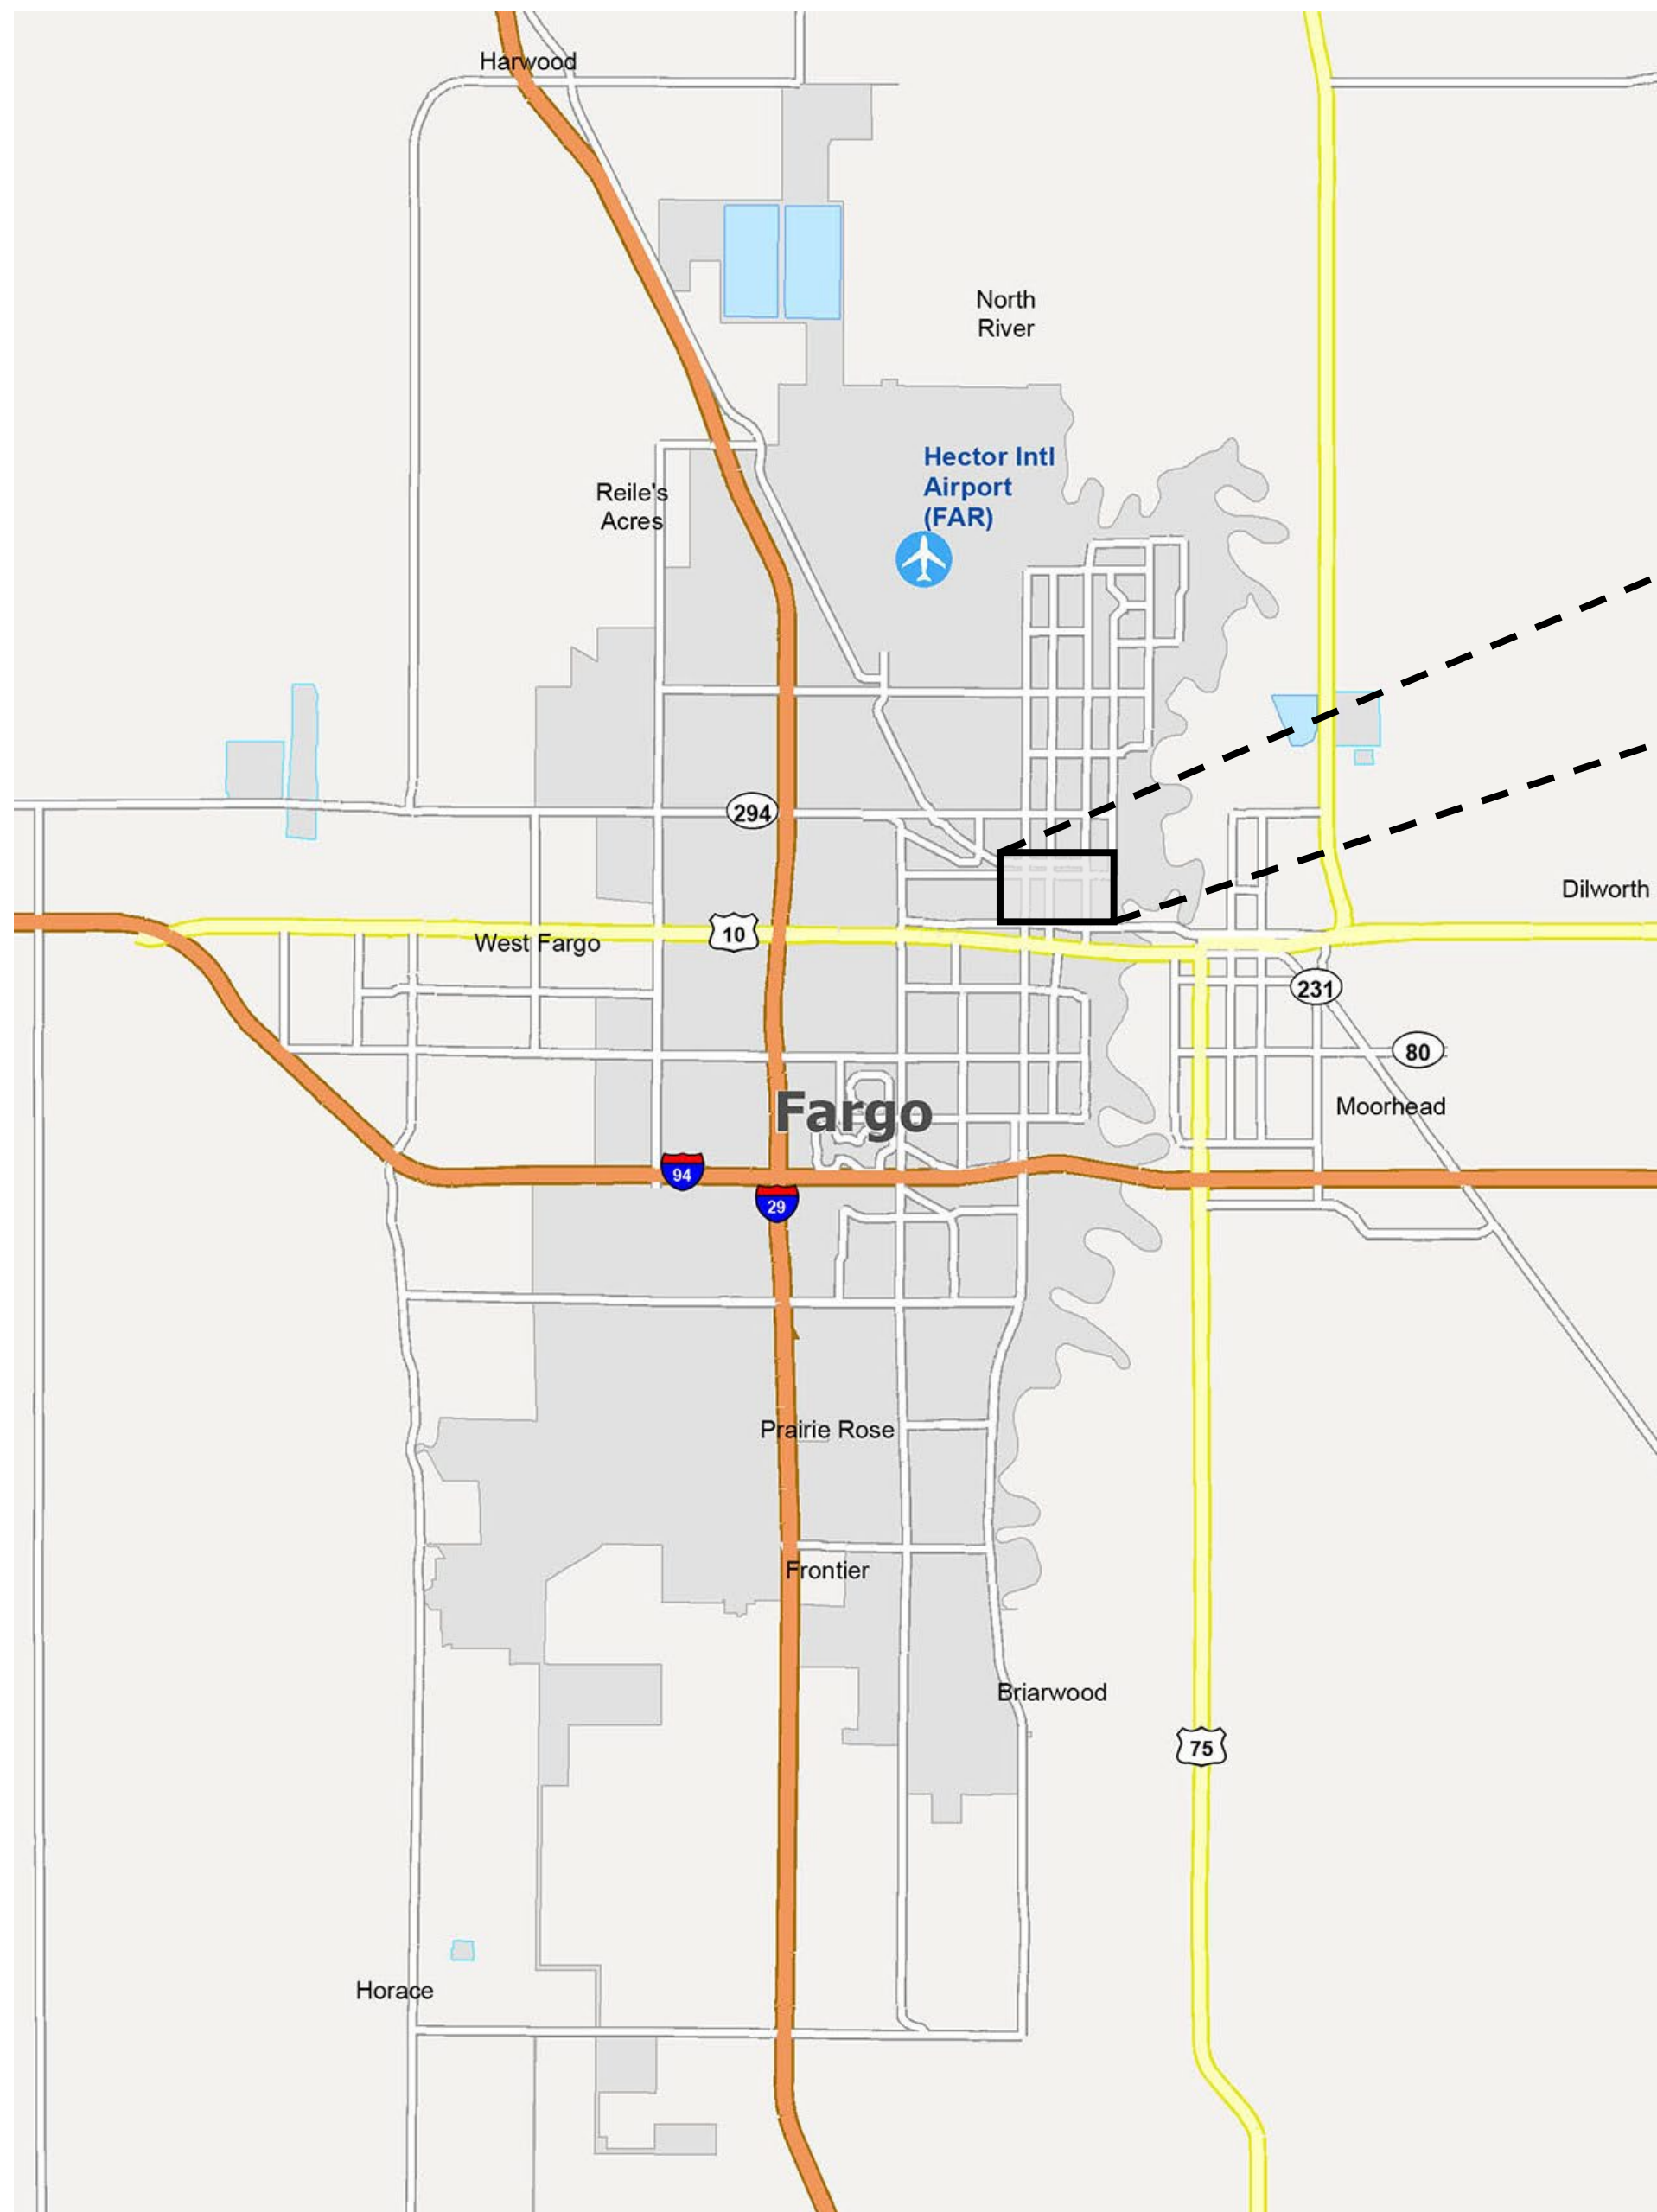 Harwood
North
River
Hector Intl
Airport
(FAR)
Reile's
Acres
294
Dilworth
10
West Fargo
231
80
Moorhead
Fargo
94
29
Prairie Rose
Frontier
Briarwood
75
Horace